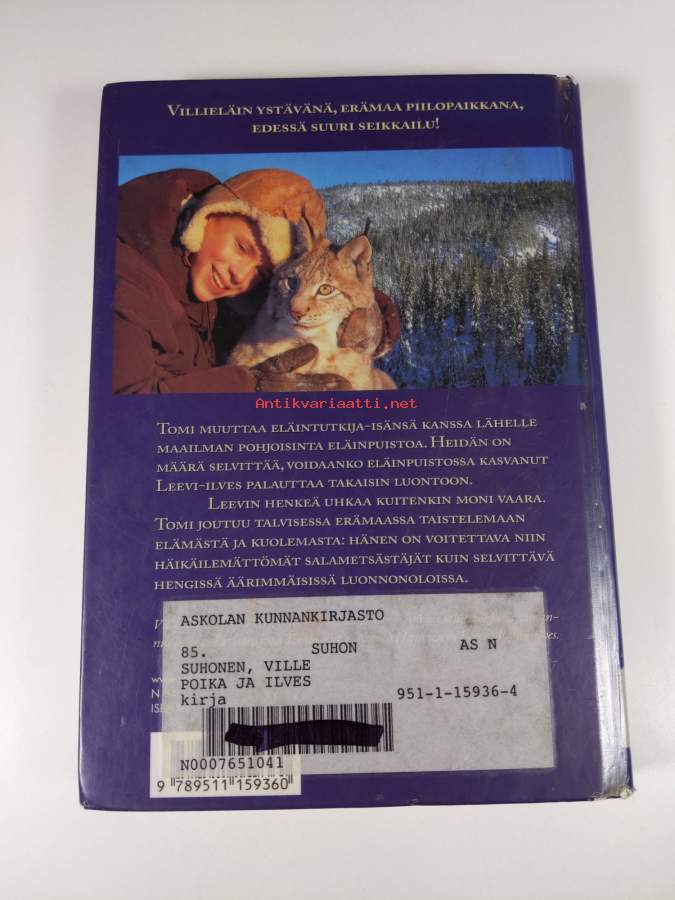 VILLIELÄIN YSTÄVÄNÄ, ERÄMAA PIILOPAIKKANA,
EDESSÄ SUURI SEIKKAILU!
Antikvariaatti.net
TOMI MUUTTAA ELÄINTUTKIJA-ISÄNSÄ KANSSA LÄHELLE
MAAILMAN POHJOISINTA ELÄINPUISTOA. HEIDÄN ON
MÄÄRÄ SELVITTÄÄ, VOIDAANKO ELÄINPUISTOSSA KASVANUT
LEEVI-ILVES PALAUTTAA TAKAISIN LUONTOON.
LEEVIN HENKEÄ UHKAA KUITENKIN MONI VAARA.
TOMI JOUTUU TALVISESSA ERÄMAASSA TAISTELEMAAN
ELÄMÄSTÄ JA KUOLEMASTA: HÄNEN ON VOITETTAVA NIIN
HÄIKÄILEMÄTTÖMÄT SALAMETSÄSTÄJÄT KUIN SELVITTÄVÄ
HENGISSÄ ÄÄRIMMÄISISSÄ LUONNONOLOISSA.
ASKOLAN KUNNANKIRJASTO
85. SUHON AS N
SUHONEN, VILLE
POIKA JA ILVES
kirja 951-1-15936-4
N0007651041
9 789511 159360